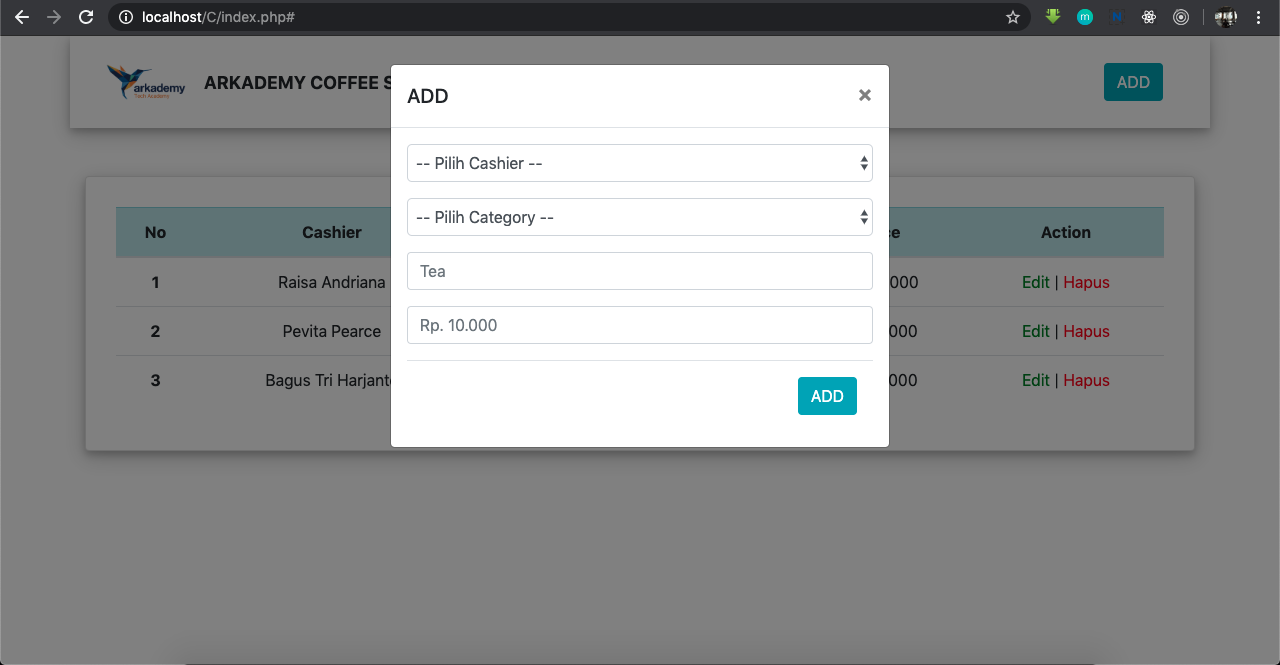 localhost/C/index.php#
arkademy
Tech Academy
ARKADEMY COFFEE S
ADD
ADD
×
-- Pilih Cashier --
-- Pilih Category --
Tea
Rp. 10.000
ADD
No Cashier ce Action
1 Raisa Andriana 000 Edit | Hapus
2 Pevita Pearce 000 Edit | Hapus
3 Bagus Tri Harjant 000 Edit | Hapus